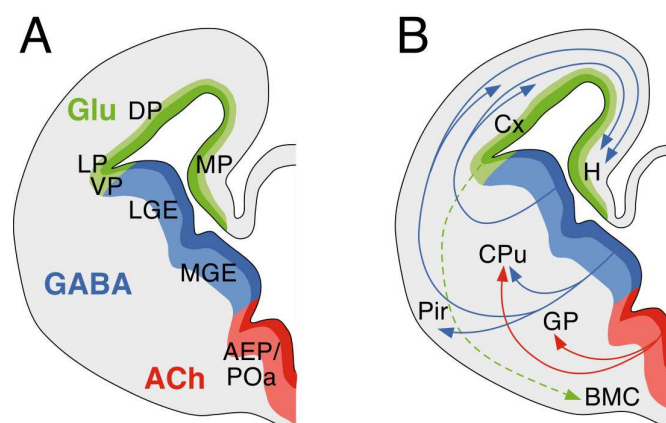 A
Glu DP
LP
VP
MP
LGE
MGE
GABA
AEP/
POa
ACh
B
Cx
H
CPu
Pir
GP
BMC